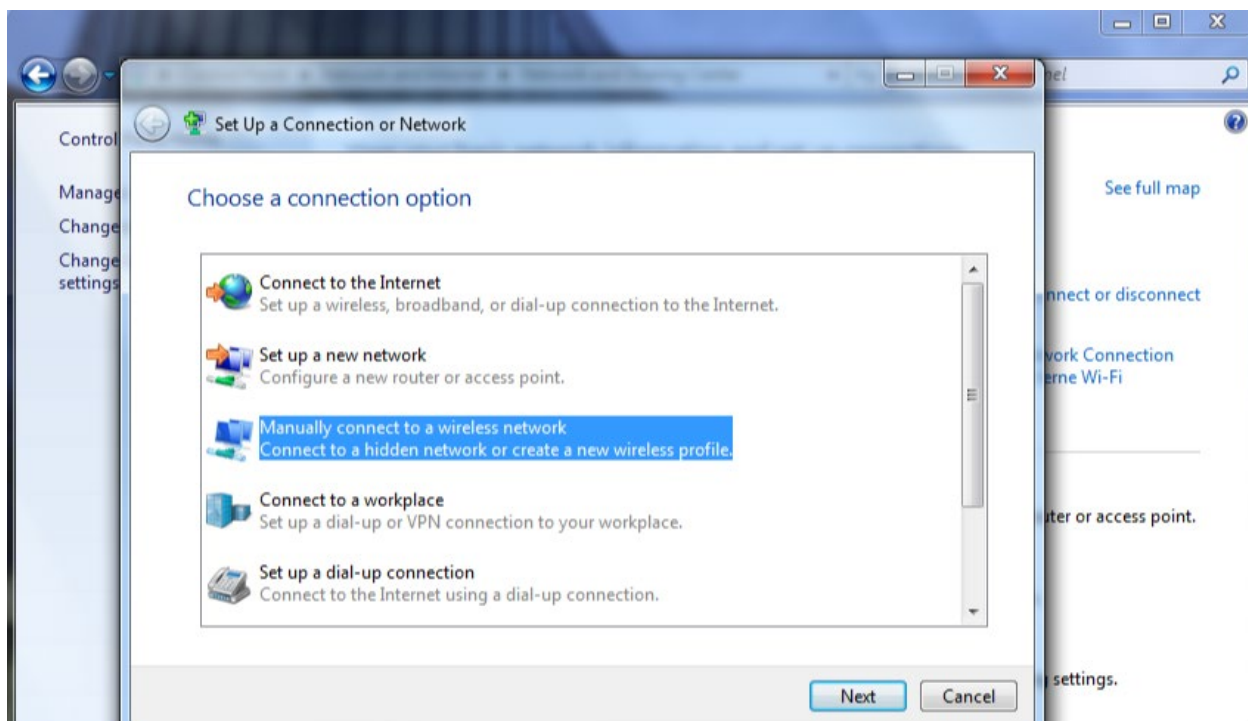 nel
Control
Set Up a Connection or Network
Manage
Change
Change
settings
Choose a connection option
See full map
Connect to the Internet
Set up a wireless, broadband, or dial-up connection to the Internet.
nnect or disconnect
Set up a new network
Configure a new router or access point.
vork Connection
erne Wi-Fi
Manually connect to a wireless network
Connect to a hidden network or create a new wireless profile.
Connect to a workplace
Set up a dial-up or VPN connection to your workplace.
uter or access point.
Set up a dial-up connection
Connect to the Internet using a dial-up connection.
Next
Cancel
settings.